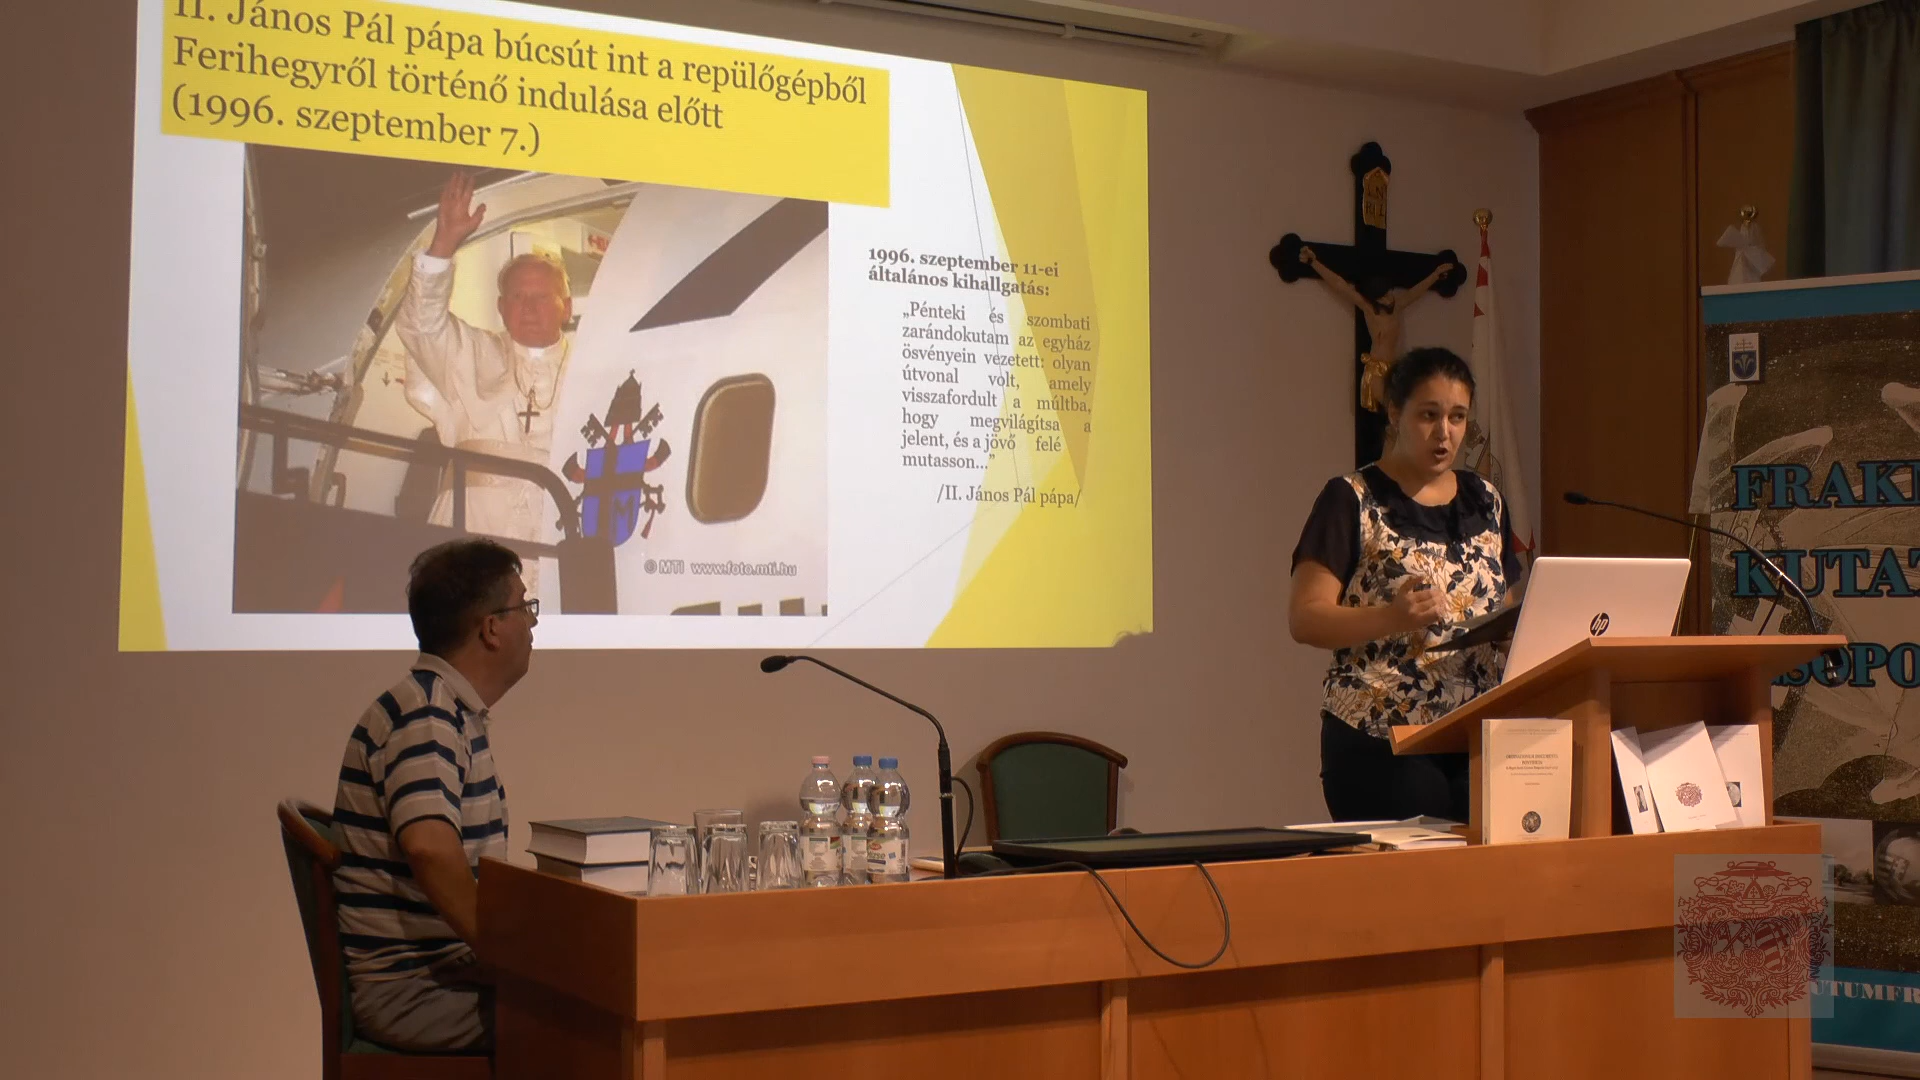 II. János Pál pápa búcsút int a repülőgépből
Ferihegyről történő indulása előtt
(1996. szeptember 7.)
1996. szeptember 11-ei
általános kihallgatás:
„Pénteki és szombati
zarándokutam az egyház
ösvényein vezetett: olyan
útvonal volt, amely
visszafordult a múltba,
hogy megvilágítsa a
jelent, és a jövő felé
mutasson..."
/II. János Pál pápa/
© MTI www.foto.mti.hu
hp
FRAK
KUTA
SOPO